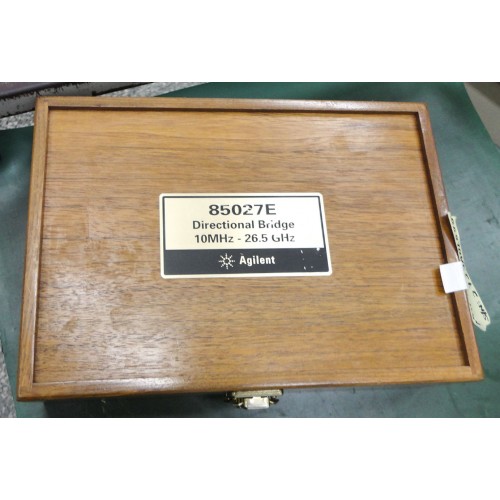 85027E
Directional Bridge
10MHz - 26.5 GHz
Agilent